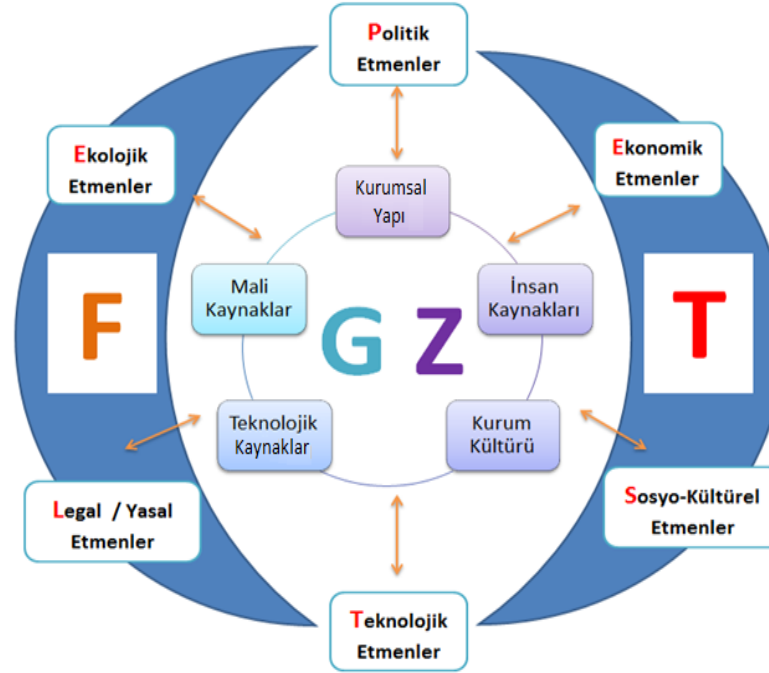 Politik
Etmenler
Ekolojik
Etmenler
Ekonomik
Etmenler
Kurumsal
Yapı
Mali
Kaynaklar
İnsan
Kaynakları
F
G Z
T
Teknolojik
Kaynaklar
Kurum
Kültürü
Legal / Yasal
Etmenler
Sosyo-Kültürel
Etmenler
Teknolojik
Etmenler